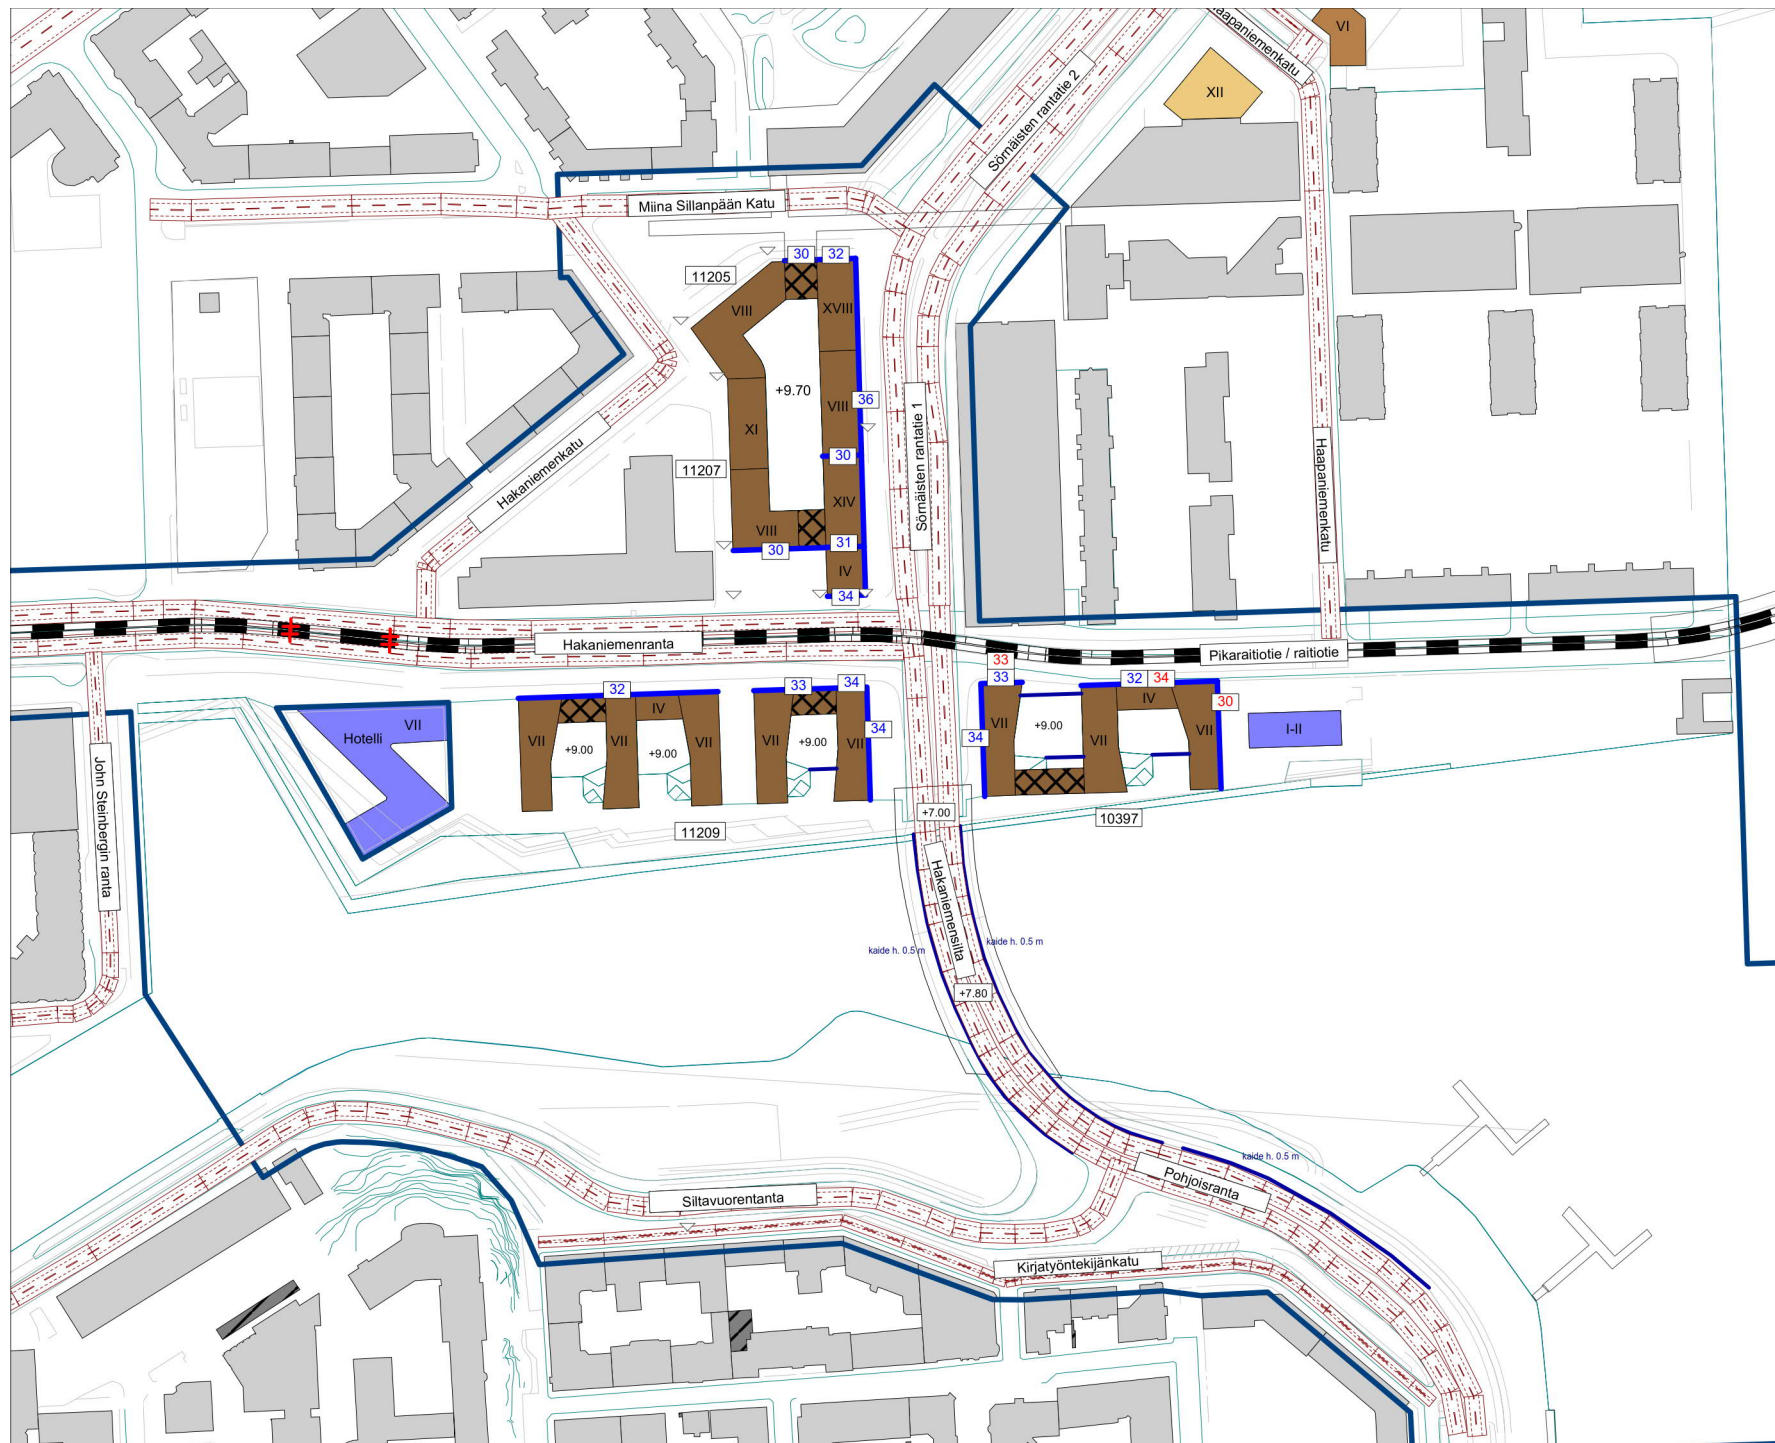 Haapaniemenkatu
VI
XII
Sörnäisten rantatie 2
Miina Sillanpään Katu
30
32
11205
VIII
XVIII
+9.70
36
VIII
Sörnäisten rantatie 1
XI
30
11207
Hakaniemenkatu
Haapaniemenkatu
XIV
VIII
31
30
IV
34
Hakaniemenranta
Pikaraitiotie / raitiotie
33
33
32
34
32
33
34
30
Hotelli
VII
VII
+9.00
VII
IV
+9.00
VII
VII
+9.00
VII
34
34
VII
+9.00
VII
IV
VII
I-II
John Steinbergin ranta
11209
+7.00
10397
Hakaniemensilta
kaide h. 0.5 m
kaide h. 0.5 m
+7.80
kaide h. 0.5 m
Pohjoisranta
Siltavuorentanta
Kirjatyöntekijänkatu